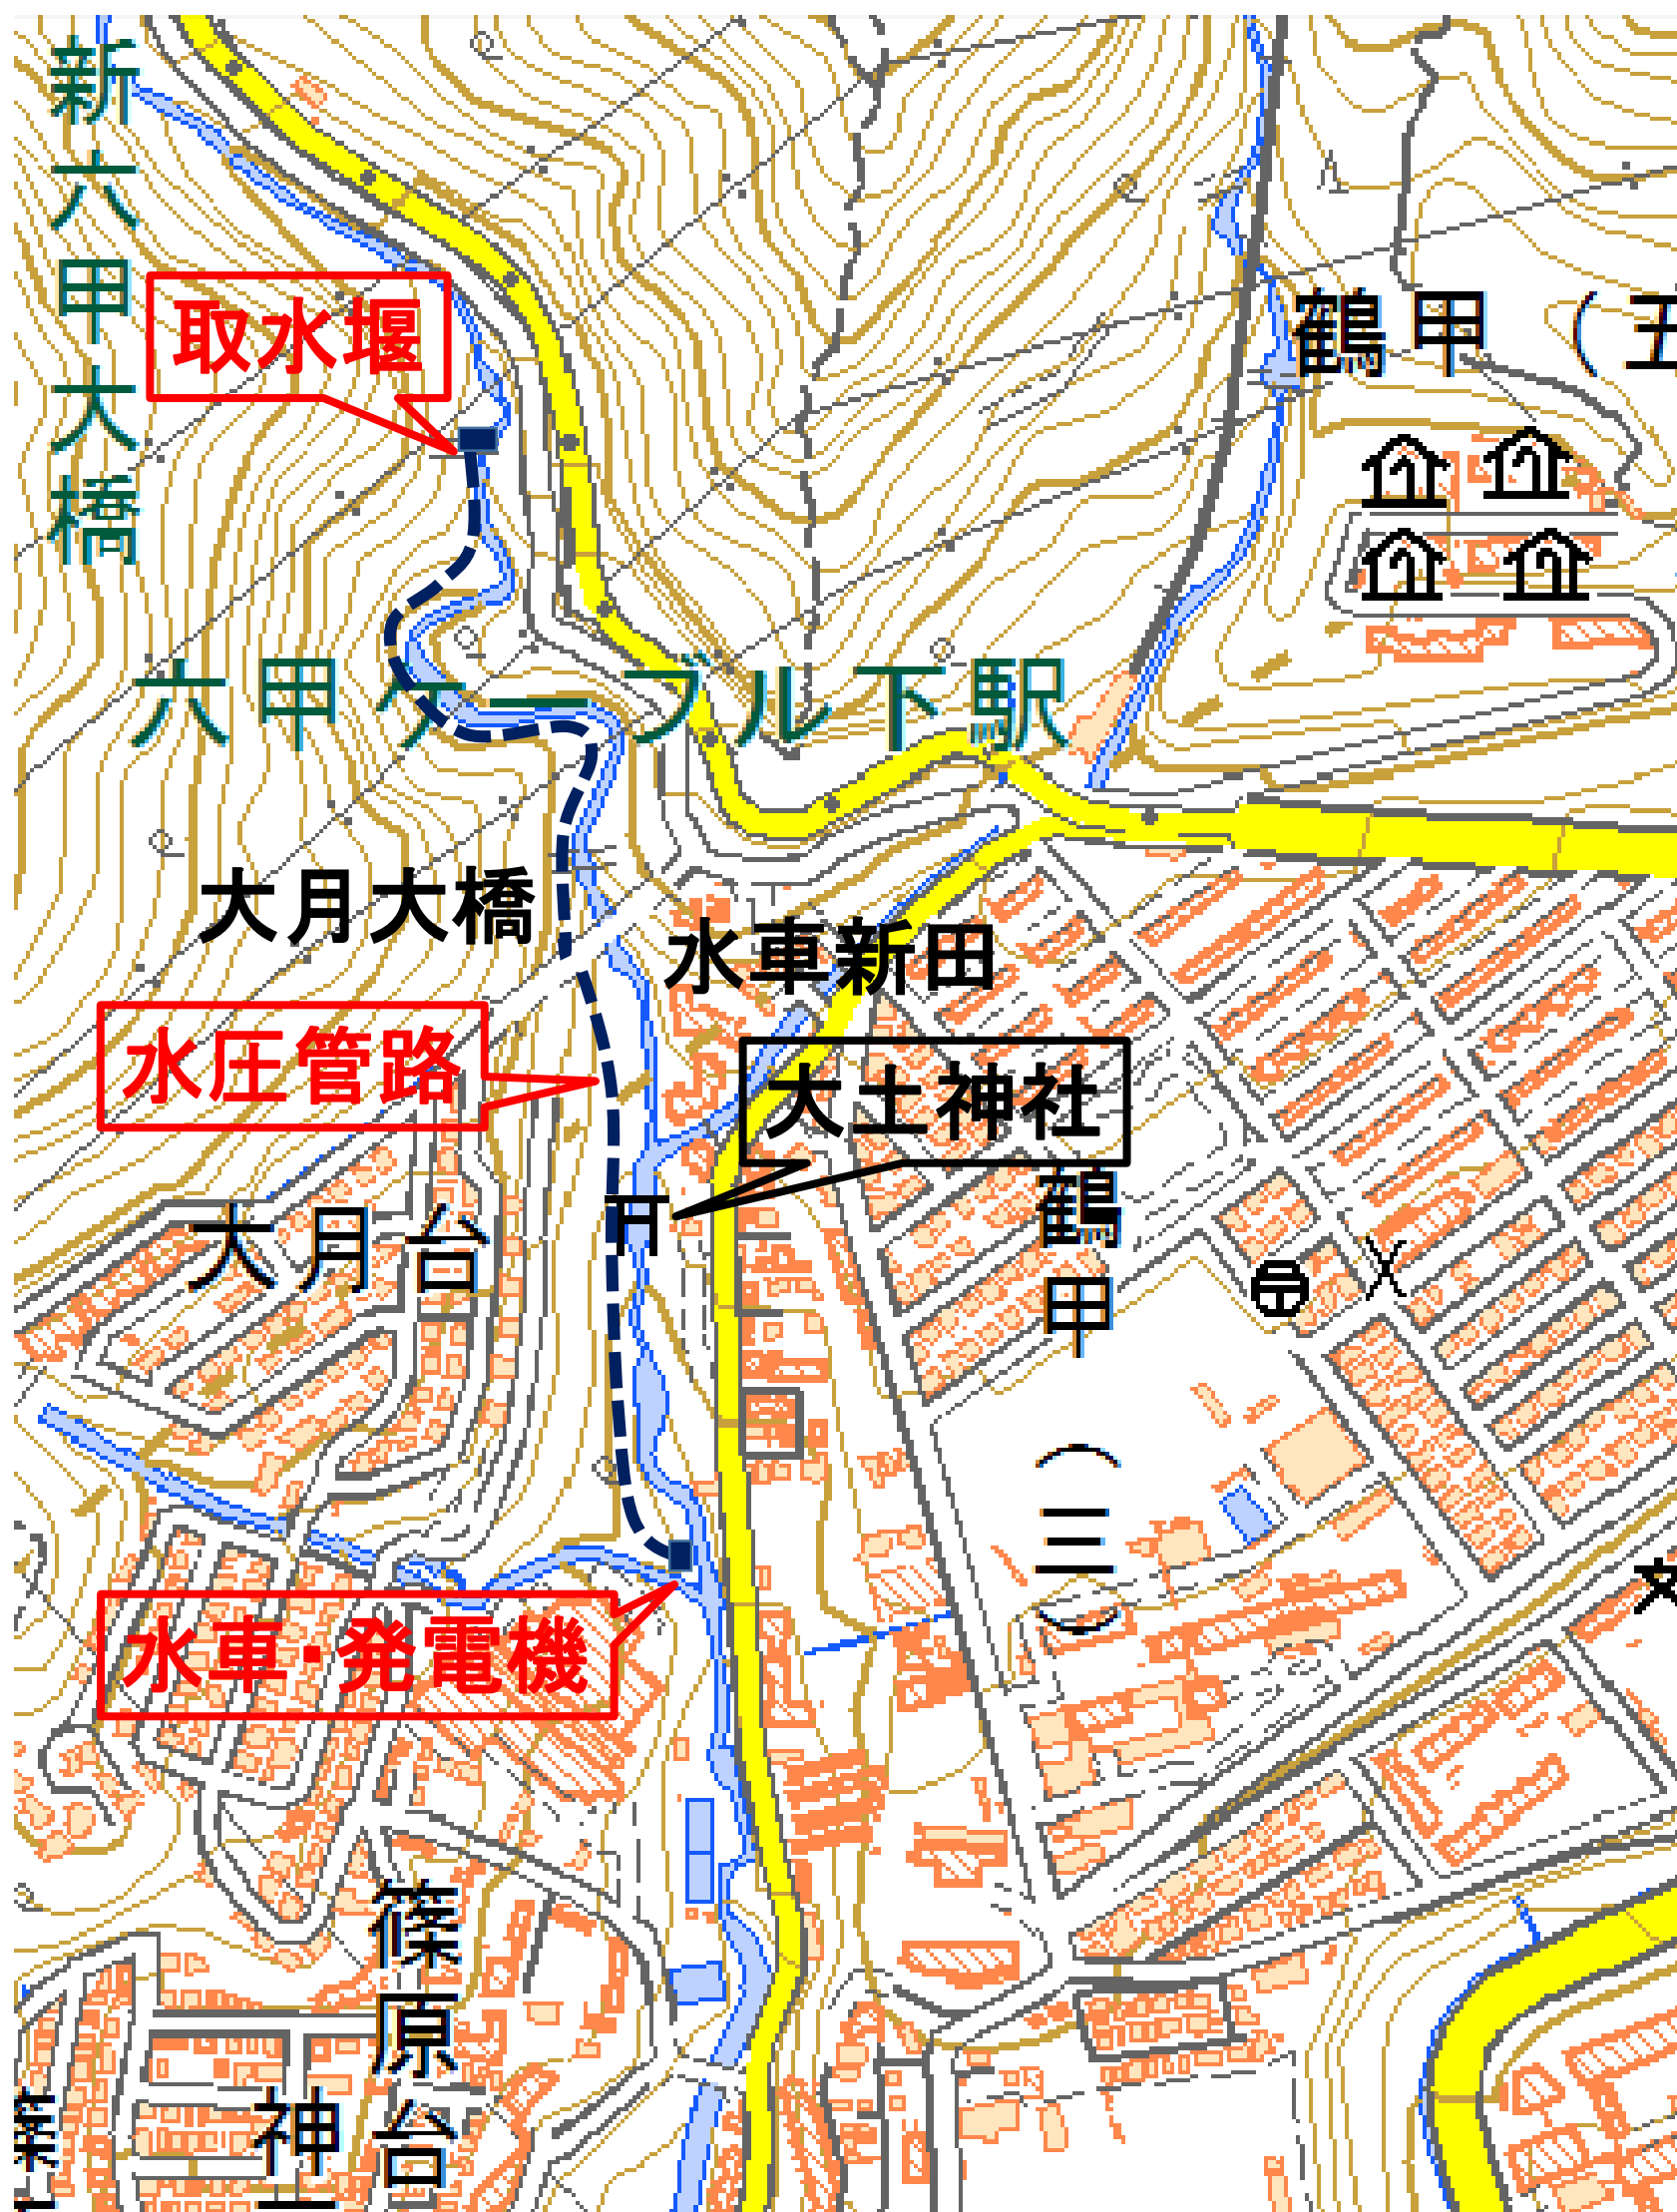 新六甲大橋
取水堰
鶴甲（五
六甲ケーブル下駅
大月大橋
水車新田
水圧管路
大土神社
大月台
鶴甲（三）
水車・発電機
篠原台
神